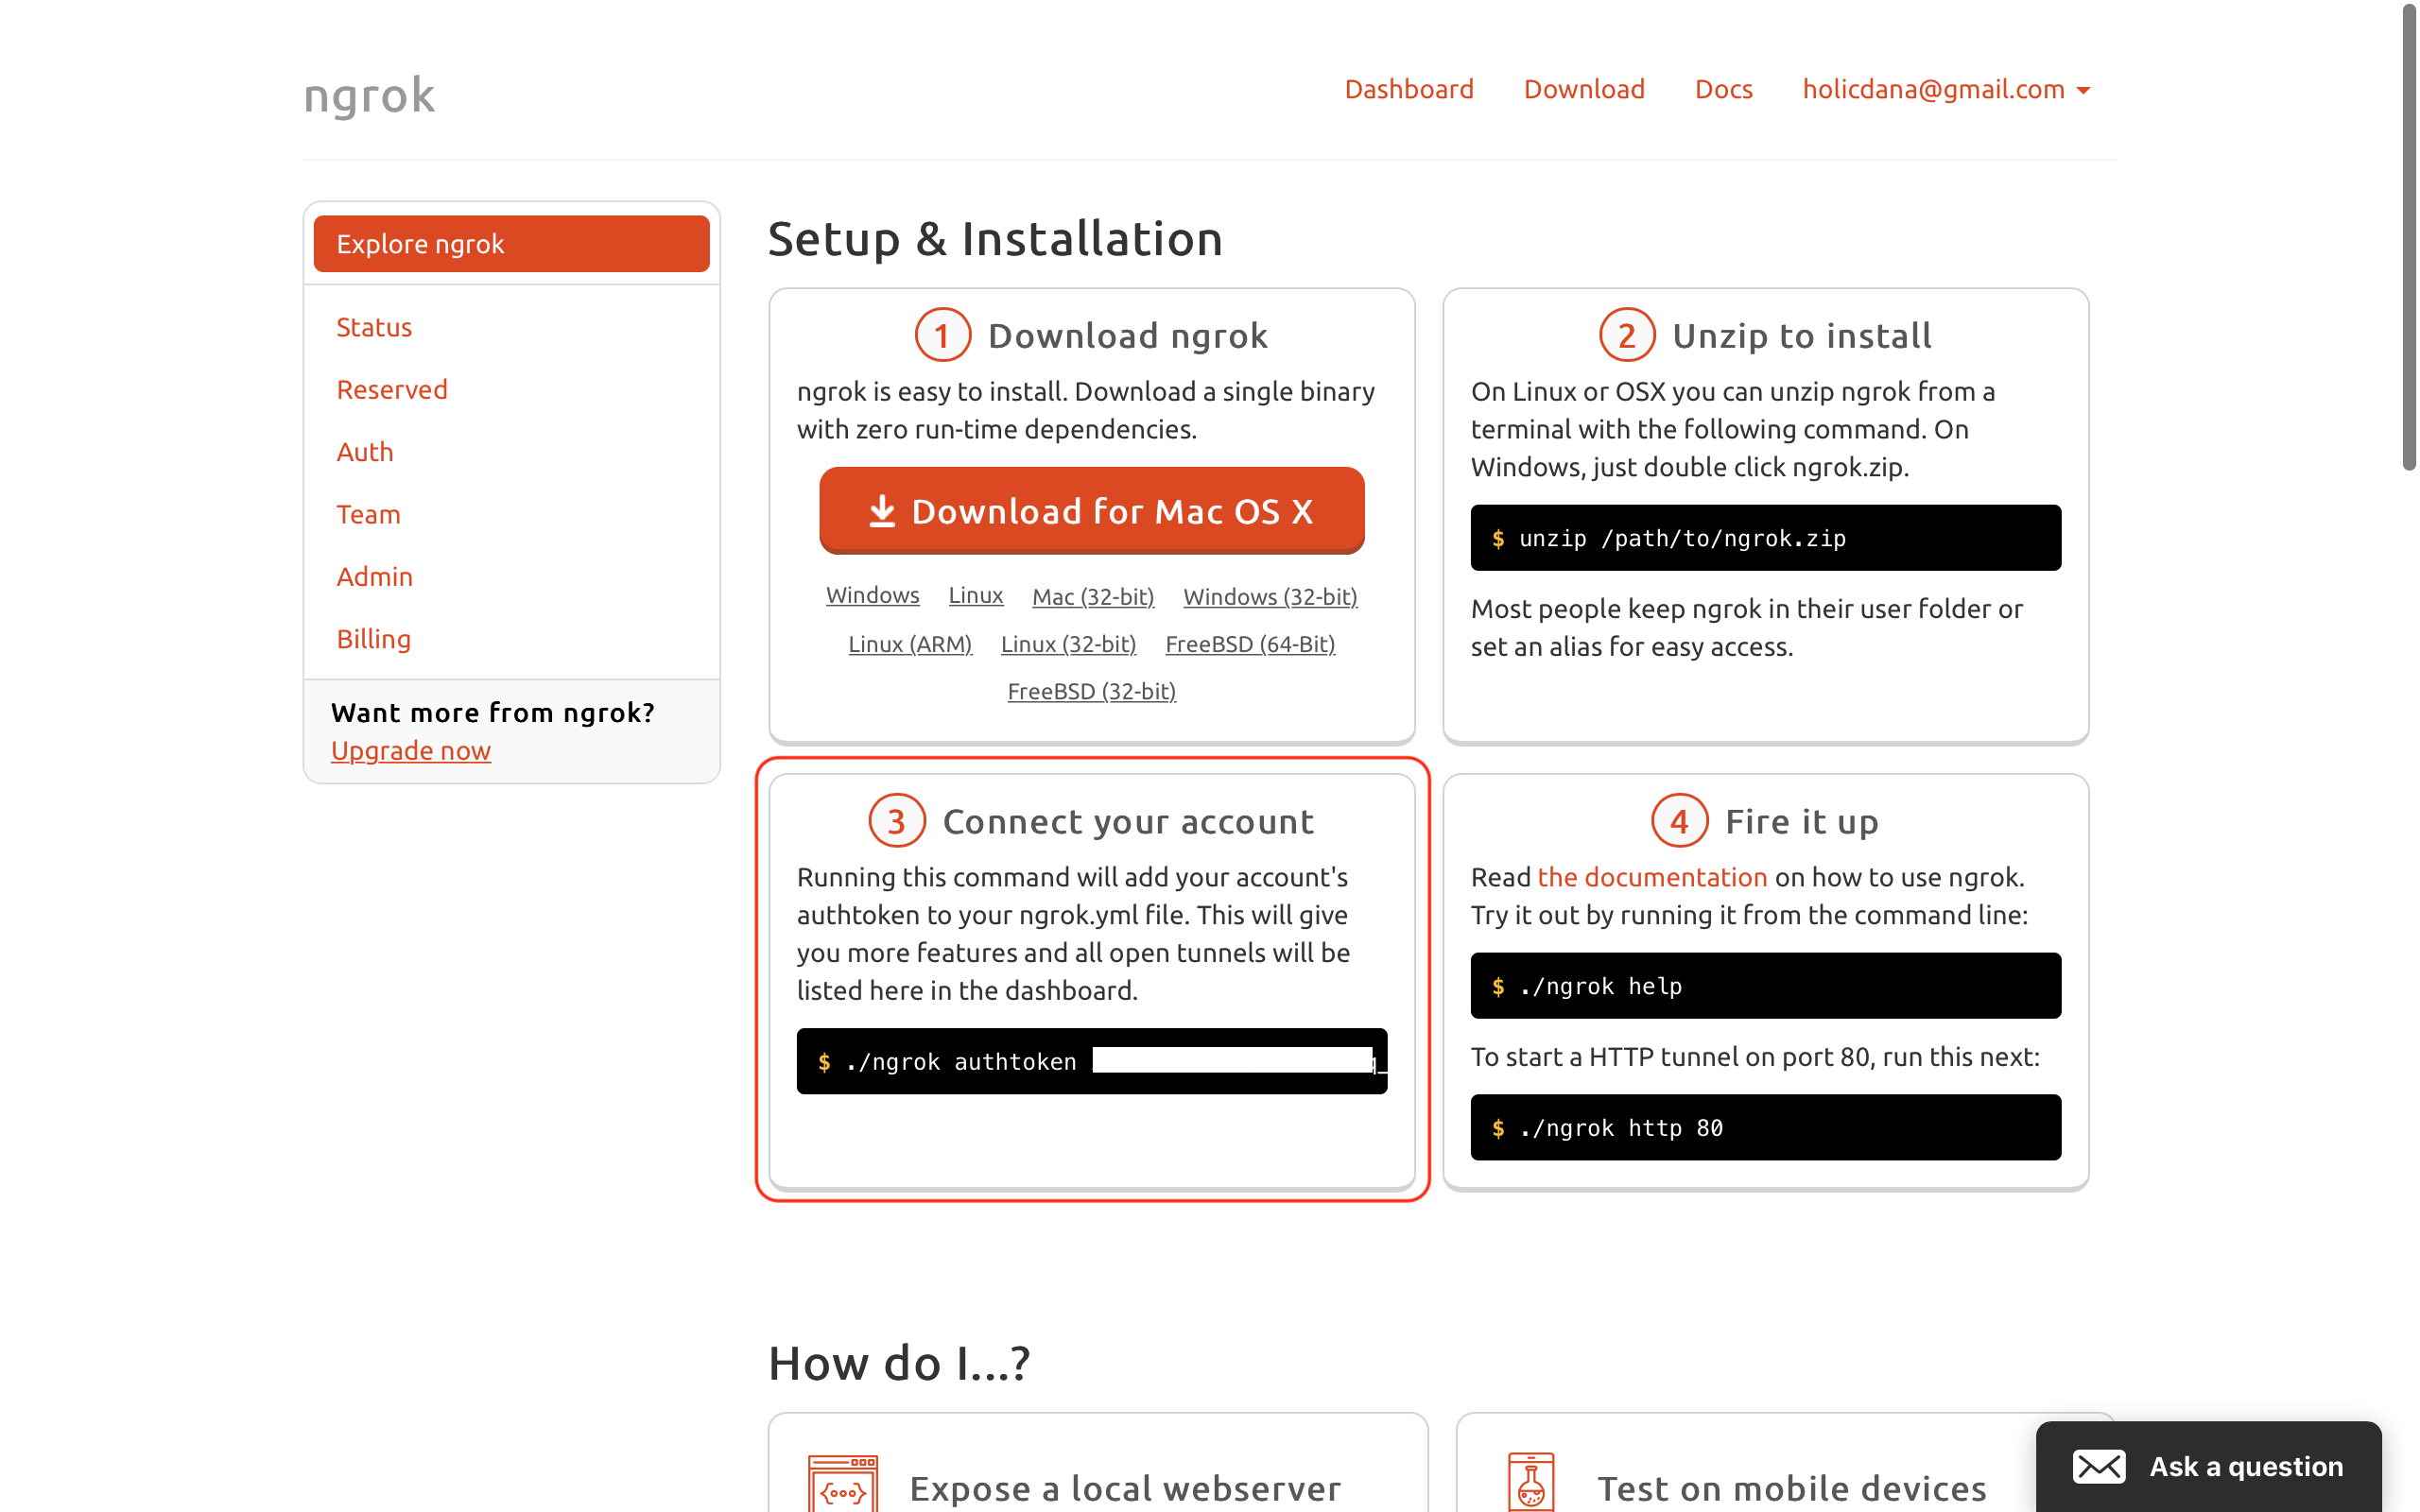 ngrok
Dashboard Download Docs holicdana@gmail.com
Explore ngrok
Status
Reserved
Auth
Team
Admin
Billing
Want more from ngrok?
Upgrade now
Setup & Installation
1 Download ngrok
ngrok is easy to install. Download a single binary
with zero run-time dependencies.
Download for Mac OS X
Windows Linux Mac (32-bit) Windows (32-bit)
Linux (ARM) Linux (32-bit) FreeBSD (64-Bit)
FreeBSD (32-bit)
2 Unzip to install
On Linux or OSX you can unzip ngrok from a
terminal with the following command. On
Windows, just double click ngrok.zip.
$ unzip /path/to/ngrok.zip
Most people keep ngrok in their user folder or
set an alias for easy access.
3 Connect your account
Running this command will add your account's
authtoken to your ngrok.yml file. This will give
you more features and all open tunnels will be
listed here in the dashboard.
$ ./ngrok authtoken
4 Fire it up
Read the documentation on how to use ngrok.
Try it out by running it from the command line:
$ ./ngrok help
To start a HTTP tunnel on port 80, run this next:
$ ./ngrok http 80
How do I...?
{ooo}
Expose a local webserver
Test on mobile devices
Ask a question